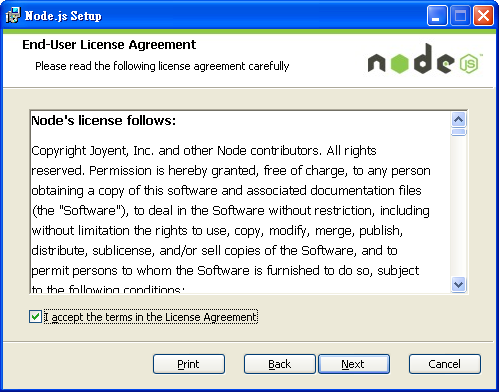 Node.js Setup
End-User License Agreement
Please read the following license agreement carefully
node
JS
Node's license follows:
Copyright Joyent, Inc. and other Node contributors. All rights
reserved. Permission is hereby granted, free of charge, to any person
obtaining a copy of this software and associated documentation files
(the "Software"), to deal in the Software without restriction, including
without limitation the rights to use, copy, modify, merge, publish,
distribute, sublicense, and/or sell copies of the Software, and to
permit persons to whom the Software is furnished to do so, subject
to the following conditions:
I accept the terms in the License Agreement
Print Back Next Cancel